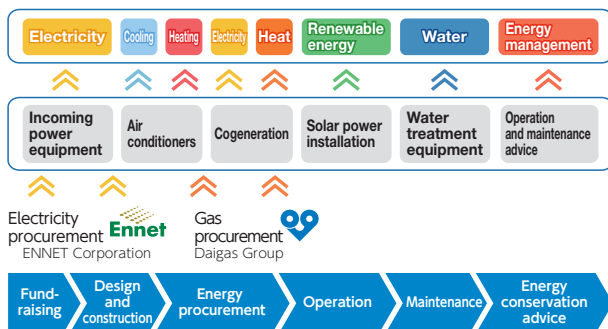 Electricity
Cooling
Heating
Electricity
Heat
Renewable
energy
Water
Energy
management
Incoming
power
equipment
Air
conditioners
Cogeneration
Solar power
installation
Water
treatment
equipment
Operation
and maintenance
advice
Electricity
procurement
ENNET Corporation
Ennet
Gas
procurement
Daigas Group
Fund-
raising
Design
and
construction
Energy
procurement
Operation
Maintenance
Energy
conservation
advice